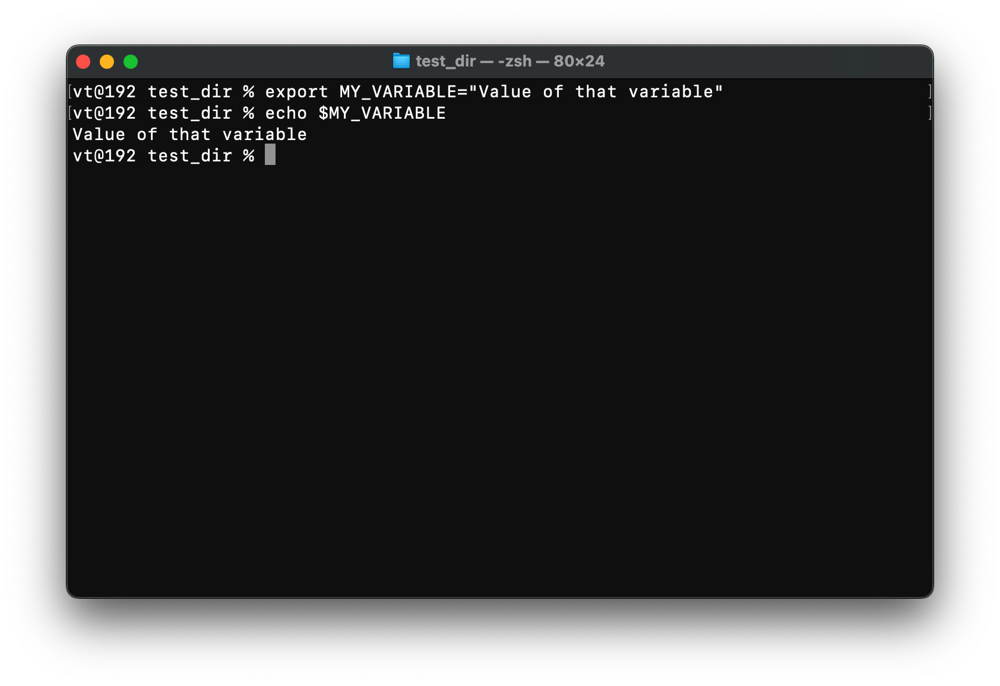 test_dir — -zsh — 80×24
[vt@192 test_dir % export MY_VARIABLE="Value of that variable" ]
[vt@192 test_dir % echo $MY_VARIABLE ]
Value of that variable
vt@192 test_dir %